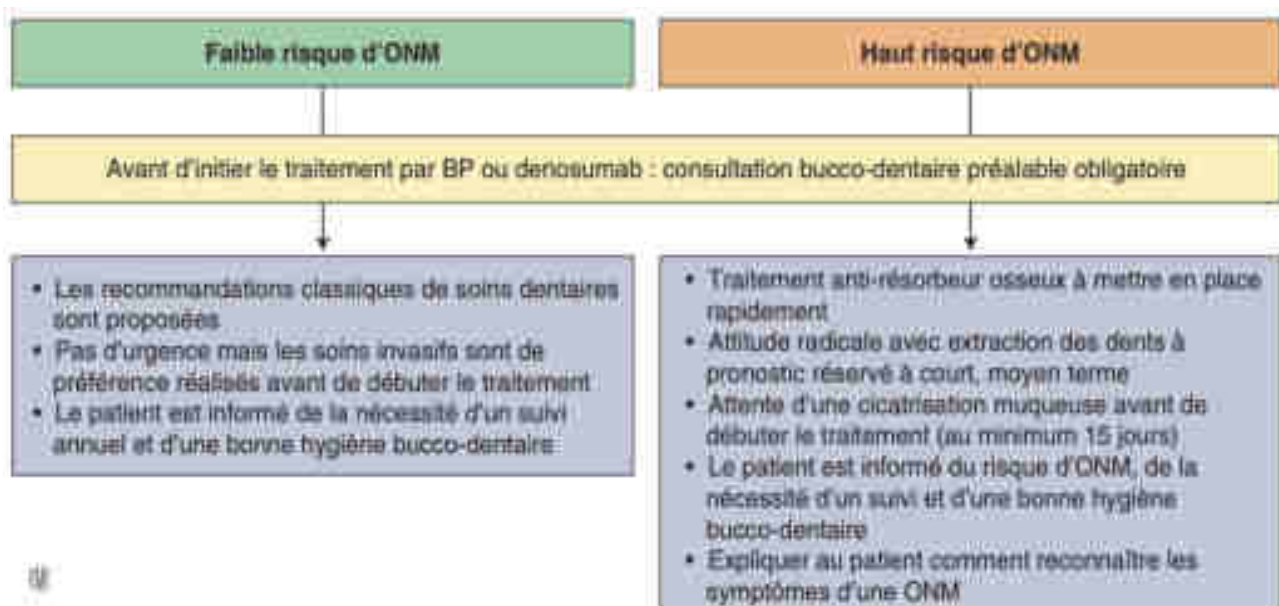 Faible risque d'ONM
Haut risque d'ONM
Avant d'initier le traitement par BP ou denosumab : consultation bucco-dentaire préalable obligatoire
• Les recommandations classiques de soins dentaires
sont proposées
• Pas d'urgence mais les soins invasifs sont de
préférence réalisés avant de débuter le traitement
• Le patient est informé de la nécessité d'un suivi
annuel et d'une bonne hygiène bucco-dentaire
• Traitement anti-résorbeur osseux à mettre en place
rapidement
• Attitude radicale avec extraction des dents à
pronostic réservé à court, moyen terme
• Attente d'une cicatrisation muqueuse avant de
débuter le traitement (au minimum 15 jours)
• Le patient est informé du risque d'ONM, de la
nécessité d'un suivi et d'une bonne hygiène
bucco-dentaire
• Expliquer au patient comment reconnaître les
symptômes d'une ONM